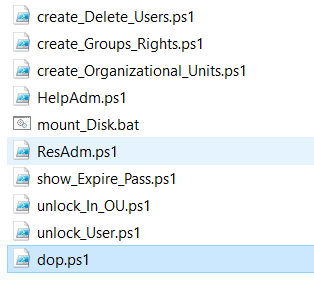 create_Delete_Users.ps1
create_Groups_Rights.ps1
create_Organizational_Units.ps1
HelpAdm.ps1
mount_Disk.bat
ResAdm.ps1
show_Expire_Pass.ps1
unlock_In_OU.ps1
unlock_User.ps1
dop.ps1